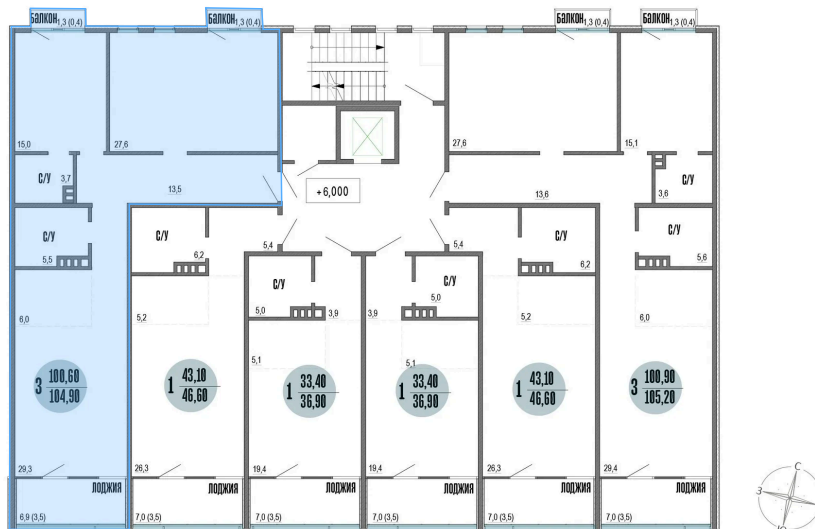 БАЛКОН 1,3 (0,4)
БАЛКОН 1,3 (0,4)
БАЛКОН 1,3 (0,4)
БАЛКОН 1,3 (0,4)
15,0
27,6
27,6
15,1
С/У
3,7
13,5
+6,000
13,6
3,6
С/У
С/У
5,5
С/У
6,2
5,4
5,4
С/У
6,2
С/У
5,6
С/У
5,0
3,9
3,9
С/У
5,0
6,0
5,2
5,1
5,1
5,2
6,0
3 100,60
104,90
1 43,10
46,60
1 33,40
36,90
1 33,40
36,90
1 43,10
46,60
3 100,90
105,20
29,3
26,3
19,4
19,4
26,3
29,4
ЛОДЖИЯ
ЛОДЖИЯ
ЛОДЖИЯ
ЛОДЖИЯ
ЛОДЖИЯ
ЛОДЖИЯ
6,9 (3,5)
7,0 (3,5)
7,0 (3,5)
7,0 (3,5)
7,0 (3,5)
7,0 (3,5)
С
З
Ю